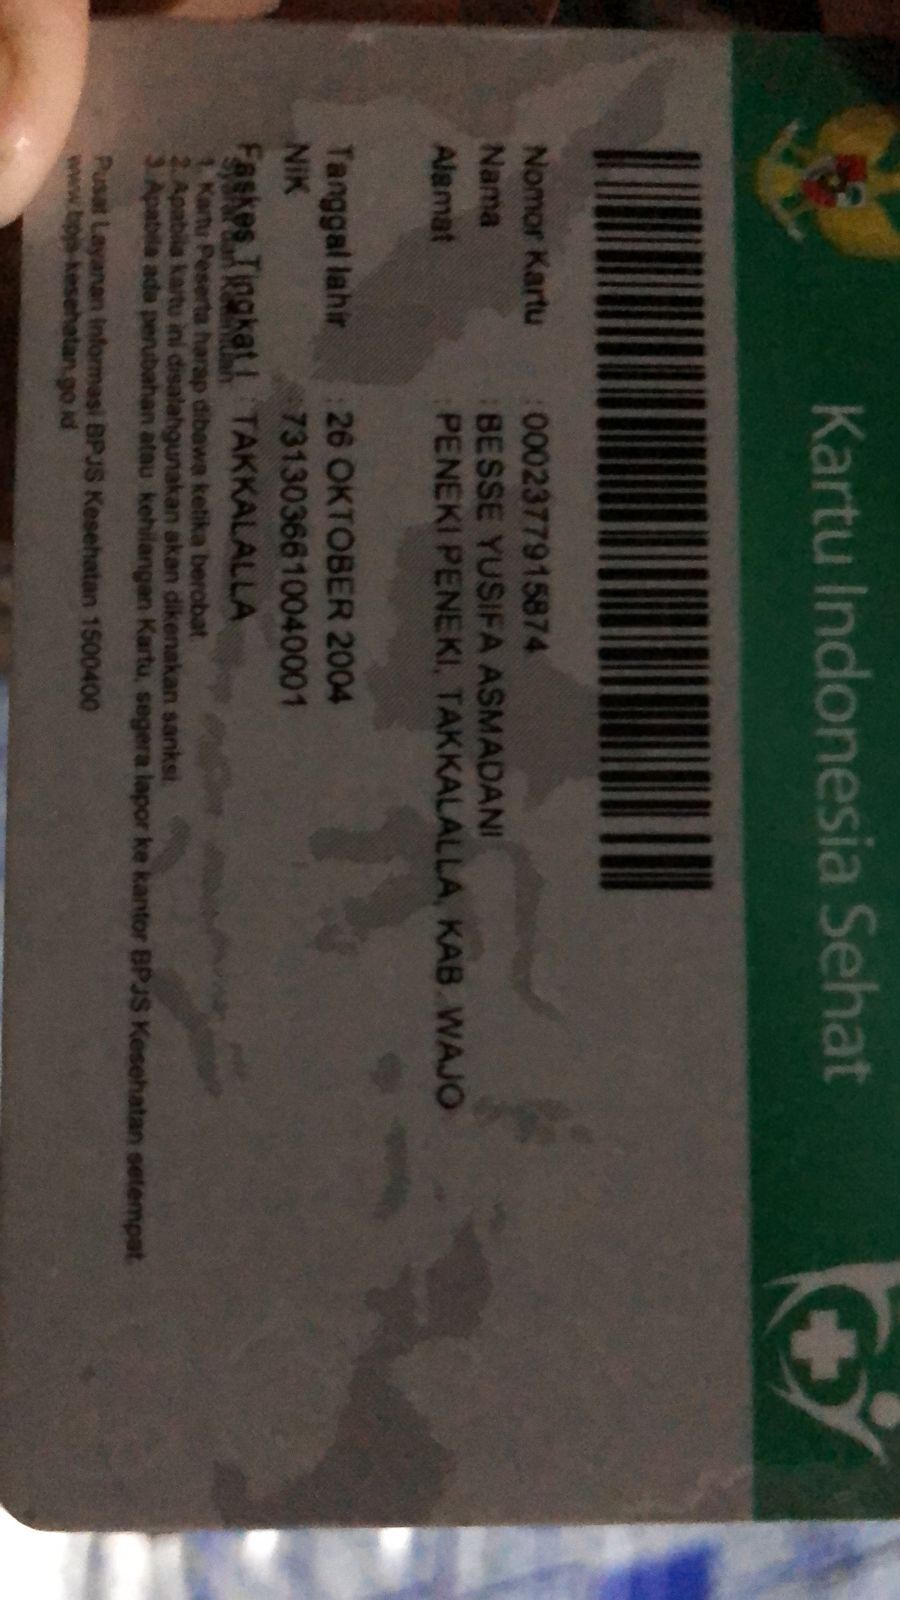 Kartu Indonesia Sehat
Nomor Kartu : 0002377915874
Nama : BESSE YUSIFA ASMADANI
Alamat : PENEKI PENEKI, TAKKALALLA, KAB. WAJO
Tanggal lahir : 26 OKTOBER 2004
NIK : 7313036610040001
Faskes Tingkat I : TAKKALALLA
Syarat dan Ketentuan
1. Kartu Peserta harap dibawa ketika berobat
2. Apabila kartu ini disalahgunakan akan dikenakan sanksi.
3. Apabila ada perubahan atau kehilangan Kartu, segera lapor ke kantor BPJS Kesehatan setempat.
Pusat Layanan Informasi BPJS Kesehatan 1500400
www.bpjs-kesehatan.go.id